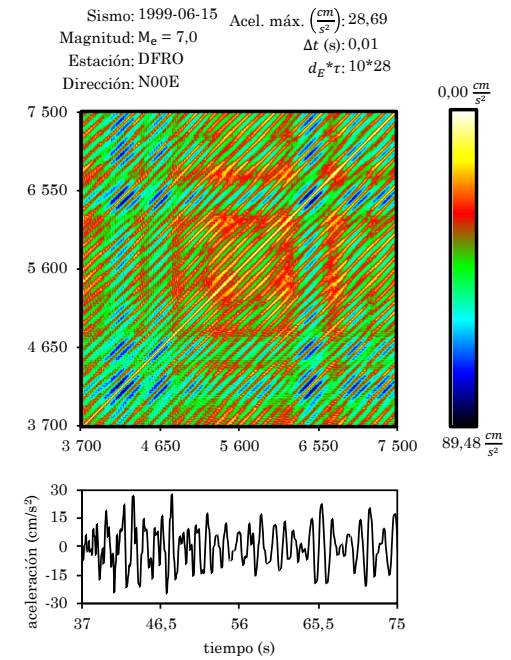 Sismo: 1999-06-15
Magnitud: Mₑ = 7,0
Estación: DFRO
Dirección: N00E
Acel. máx. (cm/s²): 28,69
Δt (s): 0,01
d_E*τ: 10*28
0,00 cm/s²
89,48 cm/s²
7 500
6 550
5 600
4 650
3 700
3 700 4 650 5 600 6 550 7 500
aceleración (cm/s²)
30
15
0
-15
-30
37 46,5 56 65,5 75
tiempo (s)